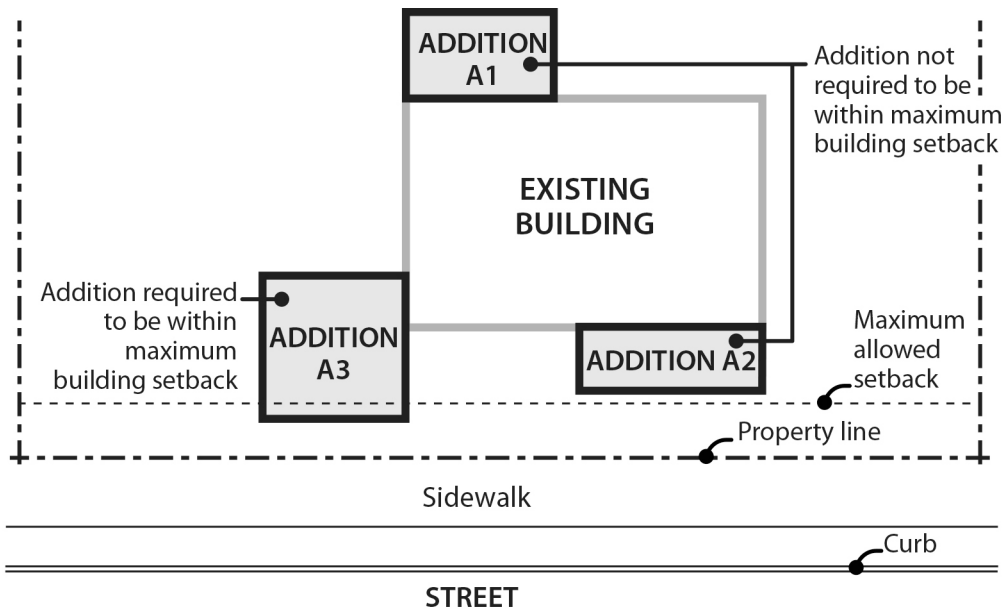 ADDITION
A1
Addition not
required to be
within maximum
building setback
EXISTING
BUILDING
Addition required
to be within
maximum
building setback
ADDITION
A3
ADDITION A2
Maximum
allowed
setback
Property line
Sidewalk
Curb
STREET